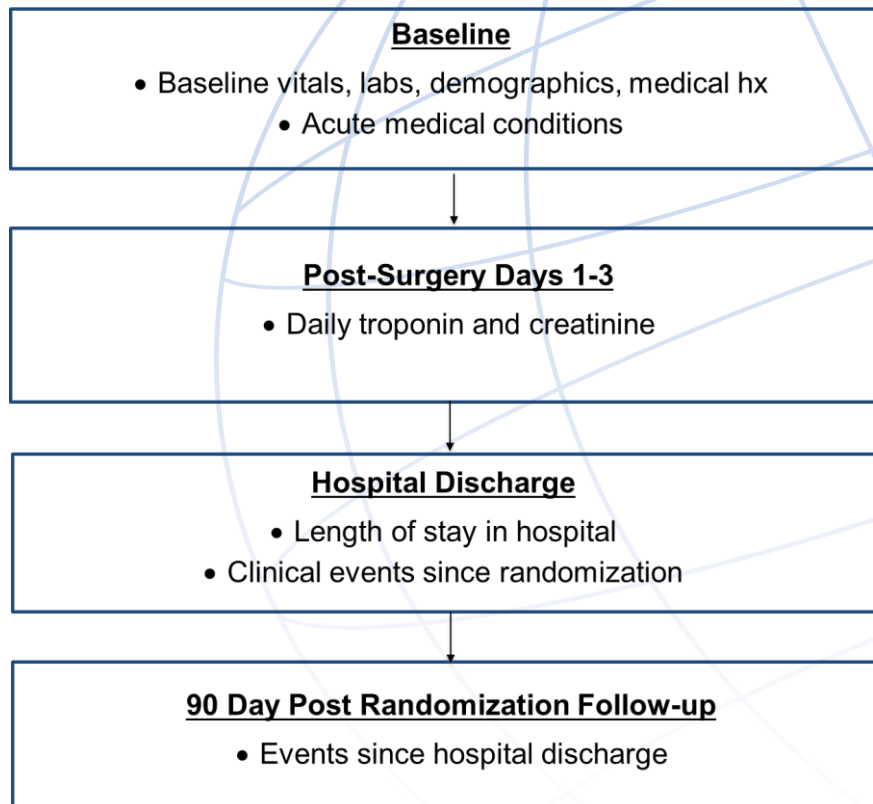 Baseline
• Baseline vitals, labs, demographics, medical hx
• Acute medical conditions
Post-Surgery Days 1-3
• Daily troponin and creatinine
Hospital Discharge
• Length of stay in hospital
• Clinical events since randomization
90 Day Post Randomization Follow-up
• Events since hospital discharge